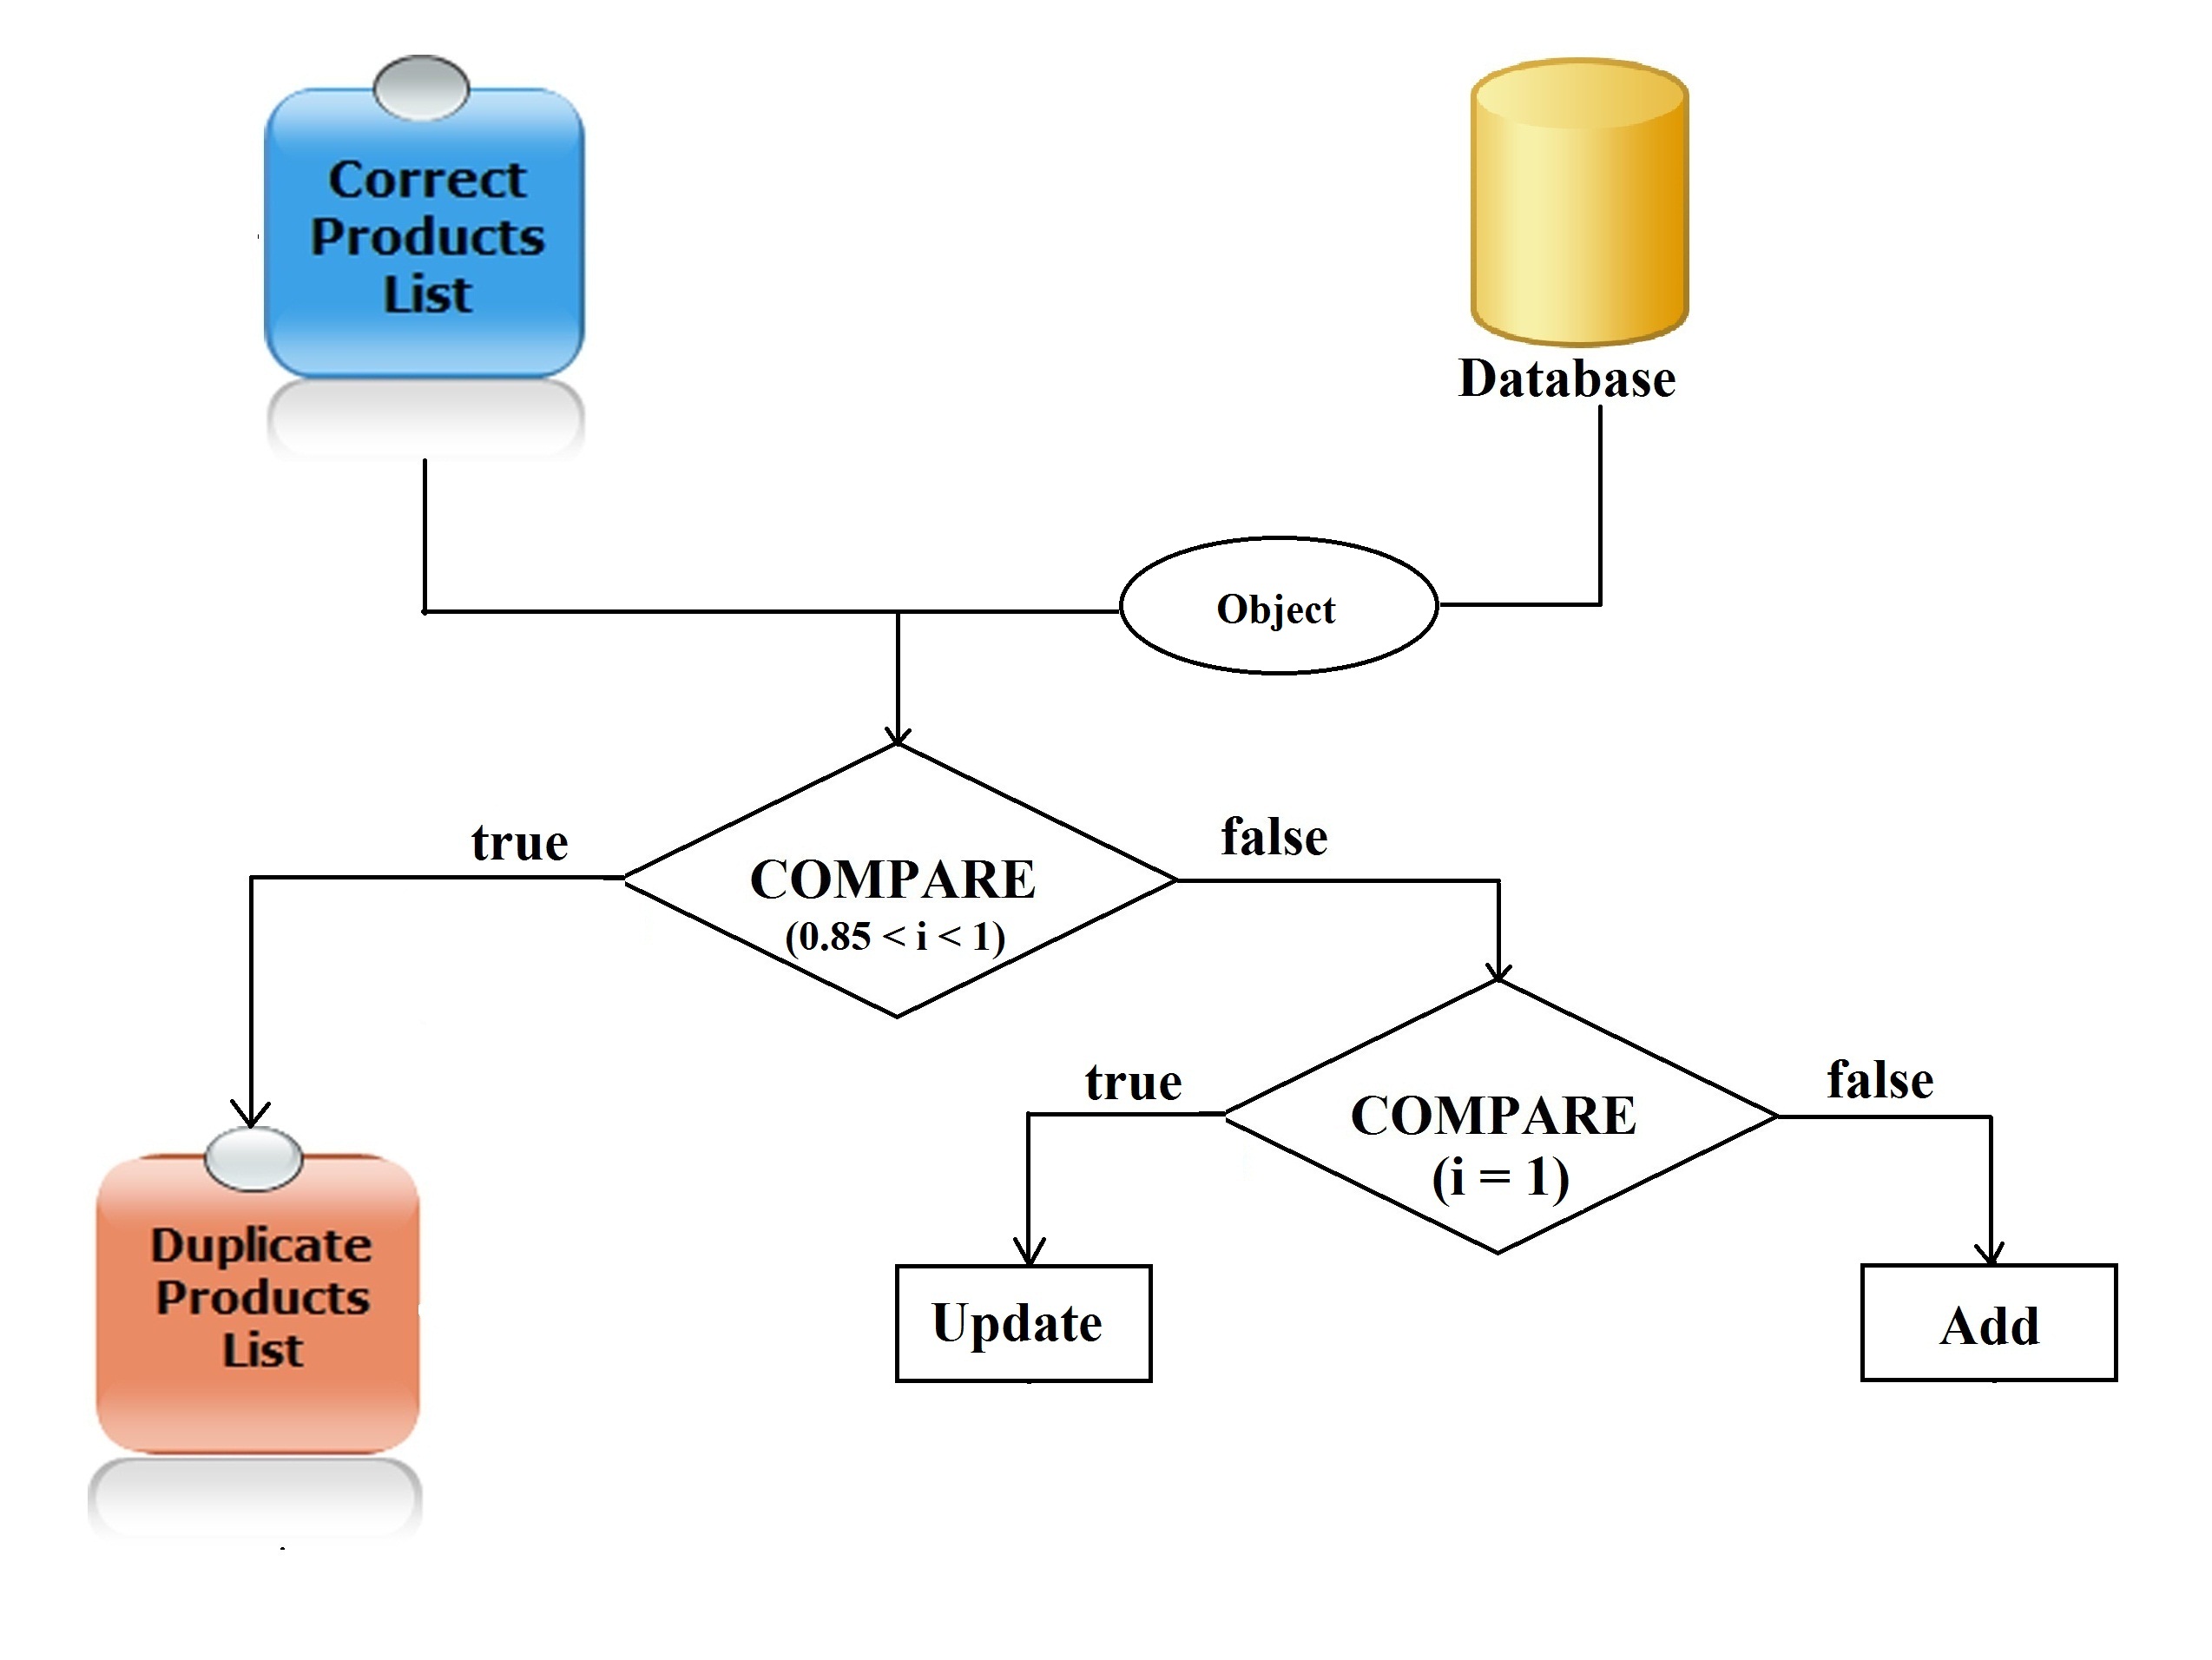 Correct
Products
List
Database
Object
true
false
COMPARE
(0.85 < i < 1)
true
false
COMPARE
(i = 1)
Duplicate
Products
List
Update
Add